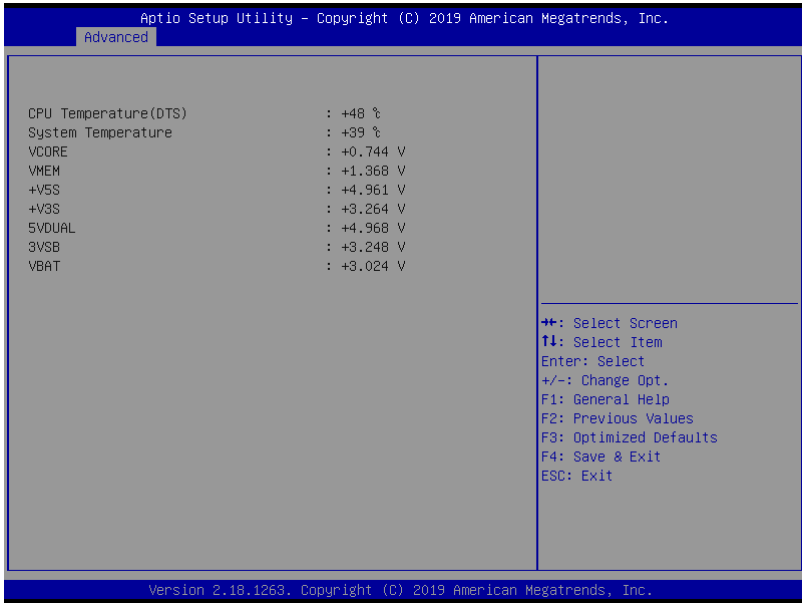 Aptio Setup Utility – Copyright (C) 2019 American Megatrends, Inc.
Advanced
CPU Temperature(DTS) : +48 ℃
System Temperature : +39 ℃
VCORE : +0.744 V
VMEM : +1.368 V
+V5S : +4.961 V
+V3S : +3.264 V
5VDUAL : +4.968 V
3VSB : +3.248 V
VBAT : +3.024 V
→←: Select Screen
↑↓: Select Item
Enter: Select
+/-: Change Opt.
F1: General Help
F2: Previous Values
F3: Optimized Defaults
F4: Save & Exit
ESC: Exit
Version 2.18.1263. Copyright (C) 2019 American Megatrends, Inc.